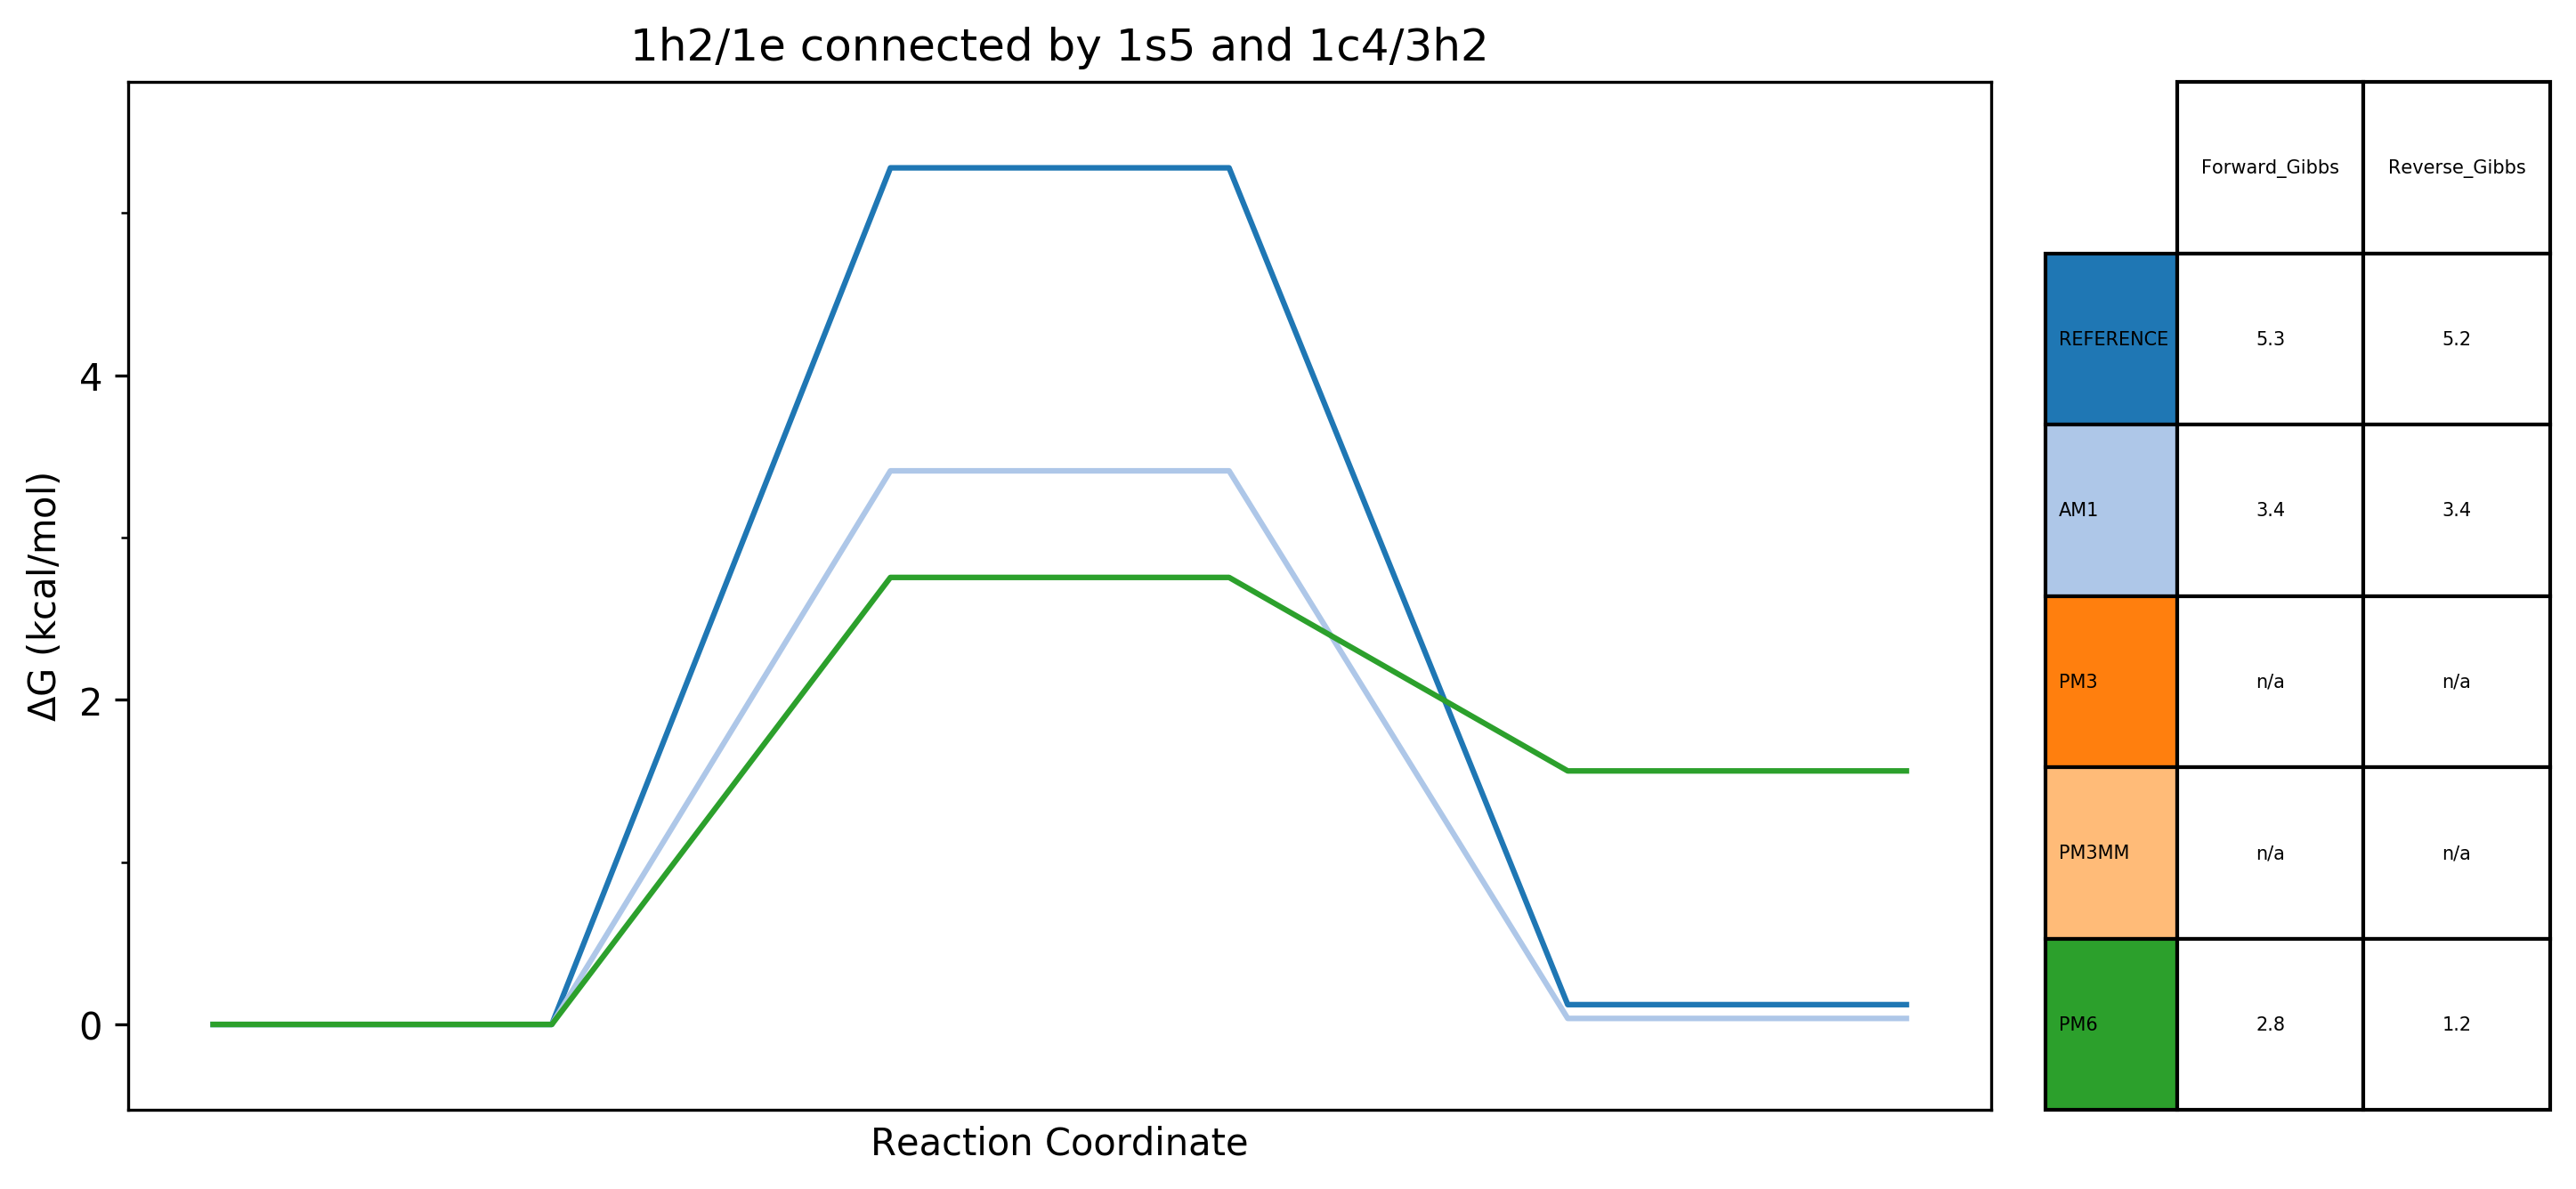 1h2/1e connected by 1s5 and 1c4/3h2
ΔG (kcal/mol)
4
2
0
Reaction Coordinate
Forward_Gibbs Reverse_Gibbs
REFERENCE 5.3 5.2
AM1 3.4 3.4
PM3 n/a n/a
PM3MM n/a n/a
PM6 2.8 1.2